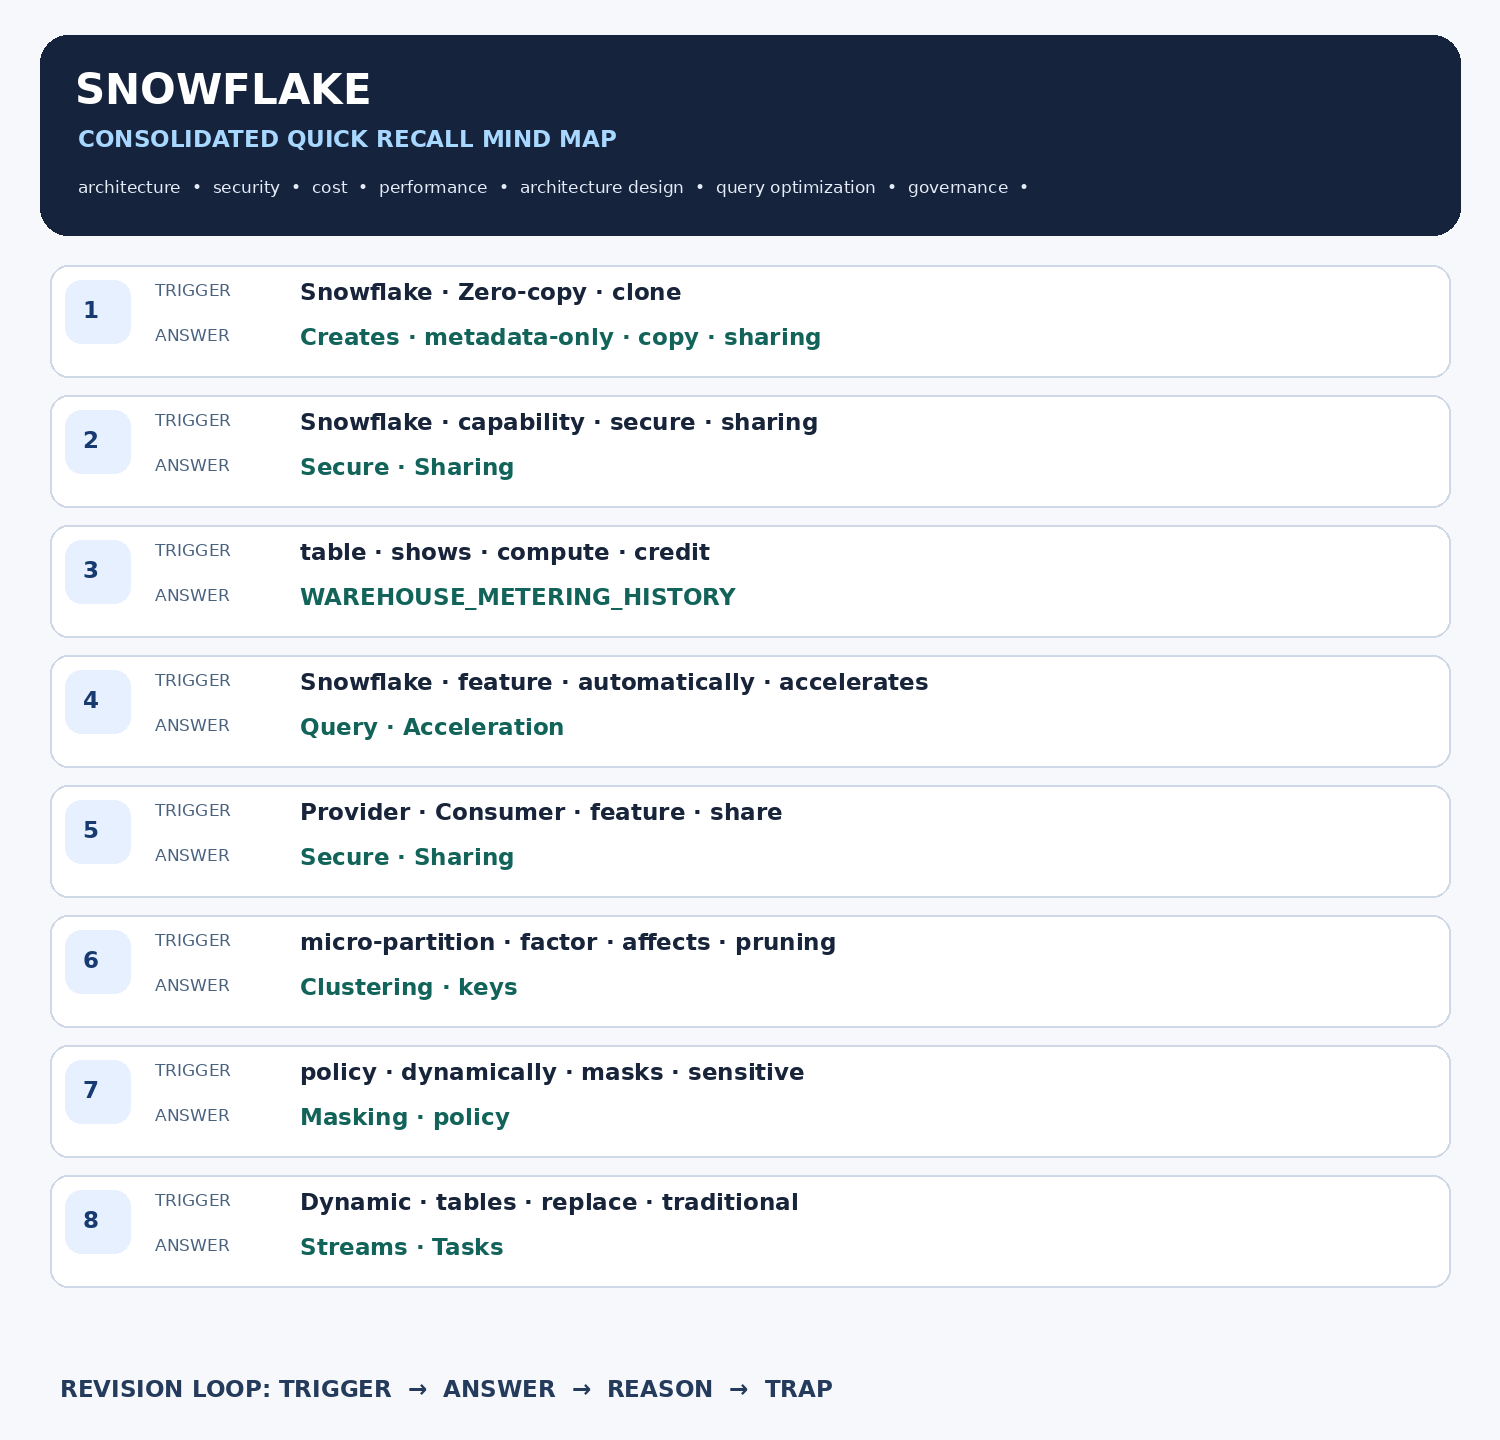 SNOWFLAKE
CONSOLIDATED QUICK RECALL MIND MAP
architecture • security • cost • performance • architecture design • query optimization • governance •
1
TRIGGER Snowflake · Zero-copy · clone
ANSWER Creates · metadata-only · copy · sharing
2
TRIGGER Snowflake · capability · secure · sharing
ANSWER Secure · Sharing
3
TRIGGER table · shows · compute · credit
ANSWER WAREHOUSE_METERING_HISTORY
4
TRIGGER Snowflake · feature · automatically · accelerates
ANSWER Query · Acceleration
5
TRIGGER Provider · Consumer · feature · share
ANSWER Secure · Sharing
6
TRIGGER micro-partition · factor · affects · pruning
ANSWER Clustering · keys
7
TRIGGER policy · dynamically · masks · sensitive
ANSWER Masking · policy
8
TRIGGER Dynamic · tables · replace · traditional
ANSWER Streams · Tasks
REVISION LOOP: TRIGGER → ANSWER → REASON → TRAP